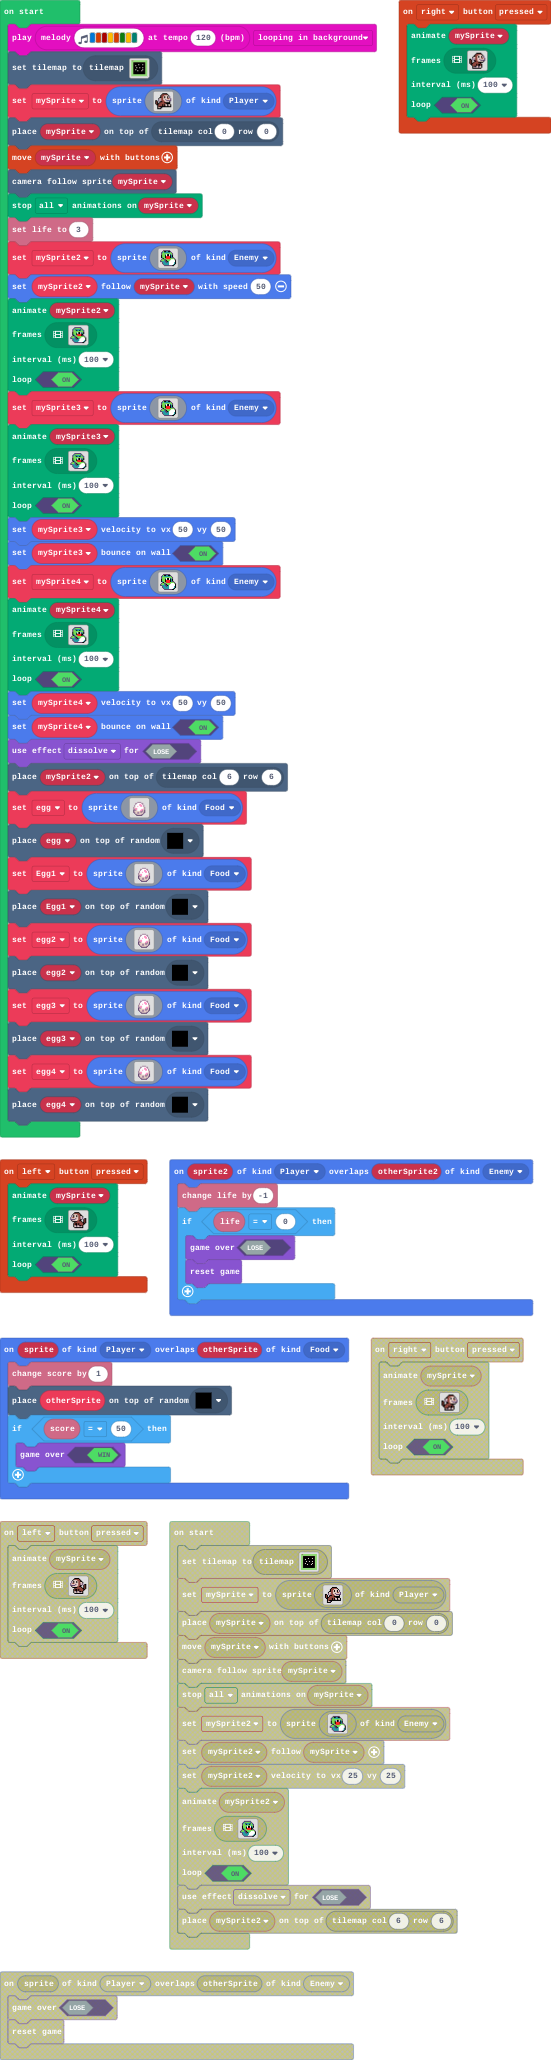 on start
play melody at tempo 120 (bpm) looping in background
set tilemap to tilemap
set mySprite to sprite of kind Player
place mySprite on top of tilemap col 0 row 0
move mySprite with buttons
camera follow sprite mySprite
stop all animations on mySprite
set life to 3
set mySprite2 to sprite of kind Enemy
set mySprite2 follow mySprite with speed 50
animate mySprite2
frames
interval (ms) 100
loop ON
set mySprite3 to sprite of kind Enemy
animate mySprite3
frames
interval (ms) 100
loop ON
set mySprite3 velocity to vx 50 vy 50
set mySprite3 bounce on wall ON
set mySprite4 to sprite of kind Enemy
animate mySprite4
frames
interval (ms) 100
loop ON
set mySprite4 velocity to vx 50 vy 50
set mySprite4 bounce on wall ON
use effect dissolve for LOSE
place mySprite2 on top of tilemap col 6 row 6
set egg to sprite of kind Food
place egg on top of random
set Egg1 to sprite of kind Food
place Egg1 on top of random
set egg2 to sprite of kind Food
place egg2 on top of random
set egg3 to sprite of kind Food
place egg3 on top of random
set egg4 to sprite of kind Food
place egg4 on top of random
on right button pressed
animate mySprite
frames
interval (ms) 100
loop ON
on left button pressed
animate mySprite
frames
interval (ms) 100
loop ON
on sprite2 of kind Player overlaps otherSprite2 of kind Enemy
change life by -1
if life = 0 then
game over LOSE
reset game
on sprite of kind Player overlaps otherSprite of kind Food
change score by 1
place otherSprite on top of random
if score = 50 then
game over WIN
on right button pressed
animate mySprite
frames
interval (ms) 100
loop ON
on left button pressed
animate mySprite
frames
interval (ms) 100
loop ON
on start
set tilemap to tilemap
set mySprite to sprite of kind Player
place mySprite on top of tilemap col 0 row 0
move mySprite with buttons
camera follow sprite mySprite
stop all animations on mySprite
set mySprite2 to sprite of kind Enemy
set mySprite2 follow mySprite
set mySprite2 velocity to vx 25 vy 25
animate mySprite2
frames
interval (ms) 100
loop ON
use effect dissolve for LOSE
place mySprite2 on top of tilemap col 6 row 6
on sprite of kind Player overlaps otherSprite of kind Enemy
game over LOSE
reset game